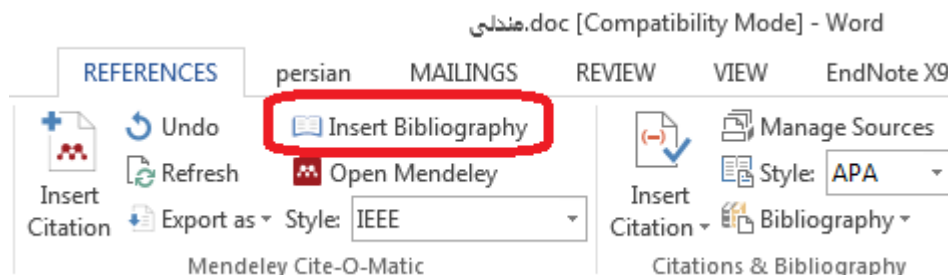 مندلی.doc [Compatibility Mode] - Word
REFERENCES persian MAILINGS REVIEW VIEW EndNote X9
Insert Citation
Undo
Refresh
Export as
Insert Bibliography
Open Mendeley
Style: IEEE
Mendeley Cite-O-Matic
Insert Citation
Manage Sources
Style: APA
Bibliography
Citations & Bibliography